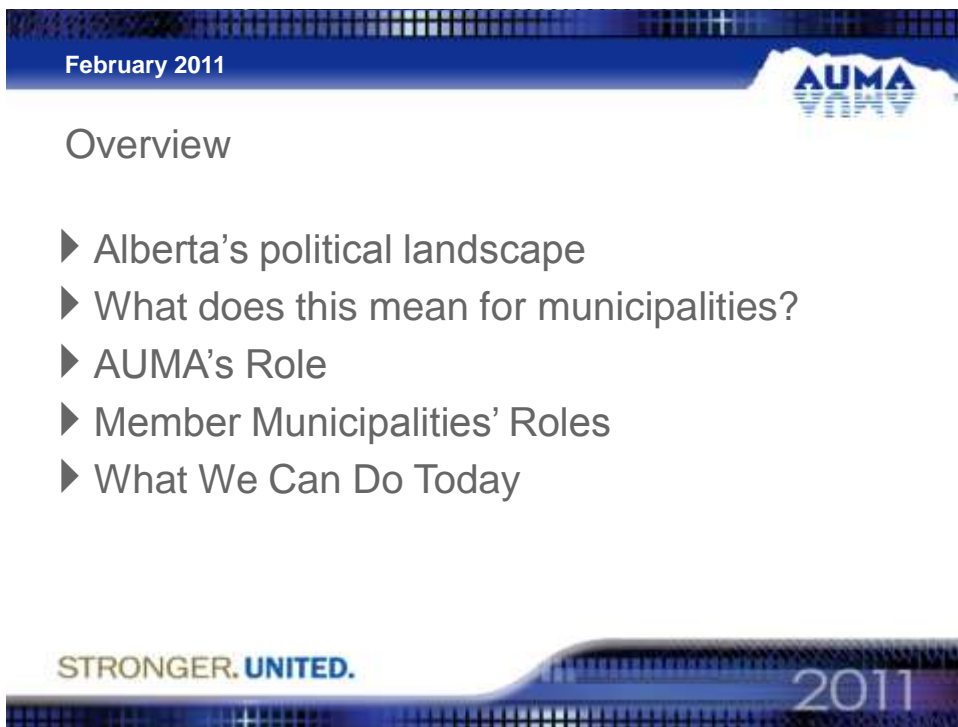 February 2011
AUMA
Overview
Alberta's political landscape
What does this mean for municipalities?
AUMA's Role
Member Municipalities' Roles
What We Can Do Today
STRONGER. UNITED.
2011